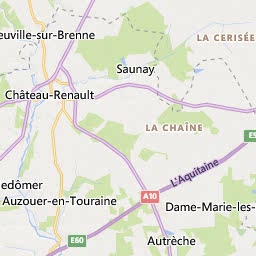 euville-sur-Brenne
LA CERISÉE
Saunay
Château-Renault
LA CHAÎNE
E5
L'Aquitaine
edômer
A10
Auzouer-en-Touraine
Dame-Marie-les-
E60
Autrèche